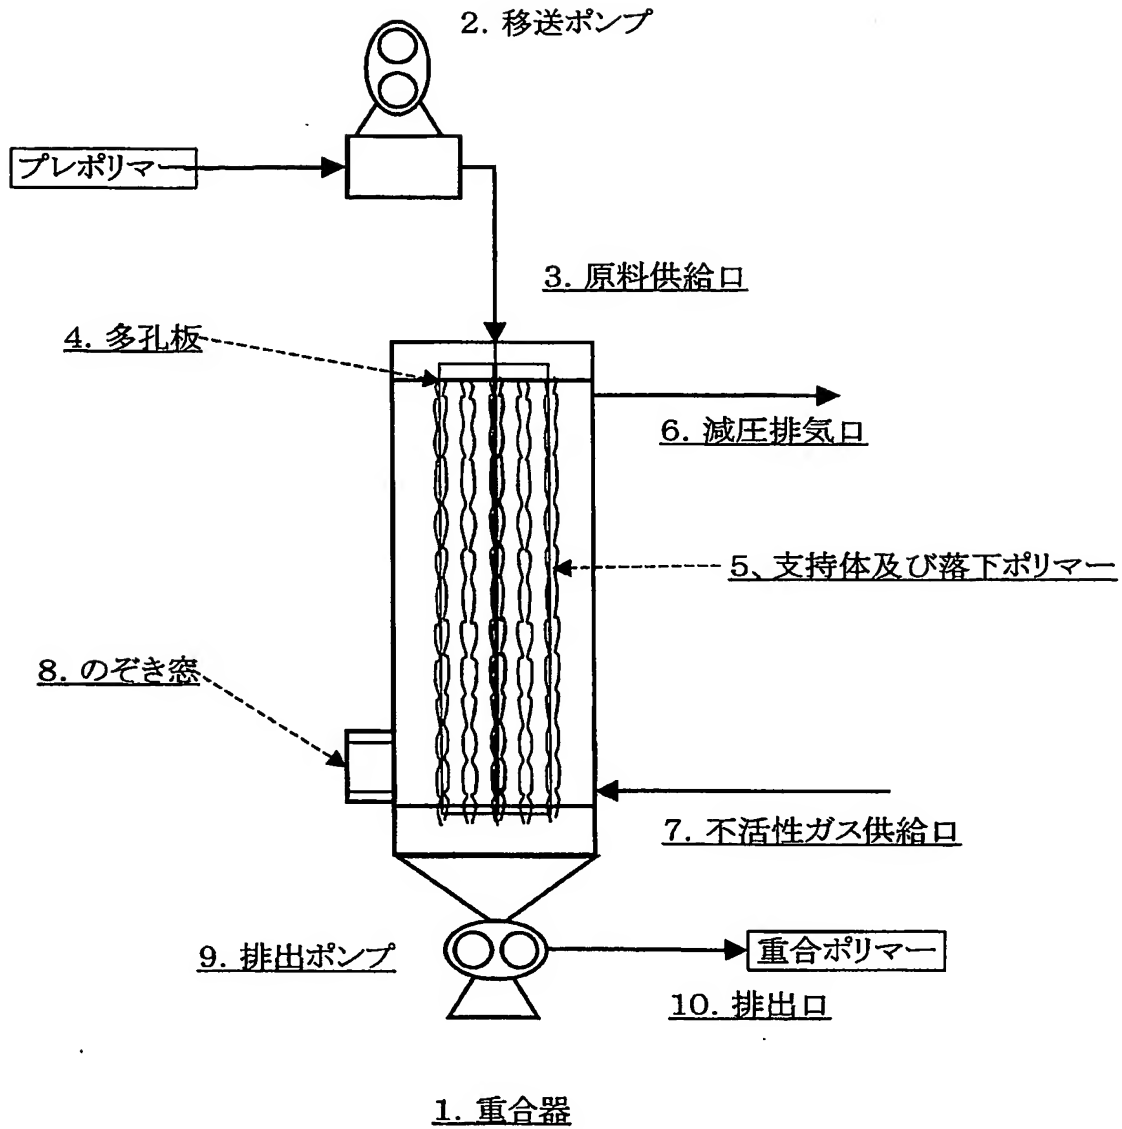 2. 移送ポンプ
プレポリマー
3. 原料供給口
4. 多孔板
6. 減圧排気口
5、支持体及び落下ポリマー
8. のぞき窓
7. 不活性ガス供給口
9. 排出ポンプ
重合ポリマー
10. 排出口
1. 重合器